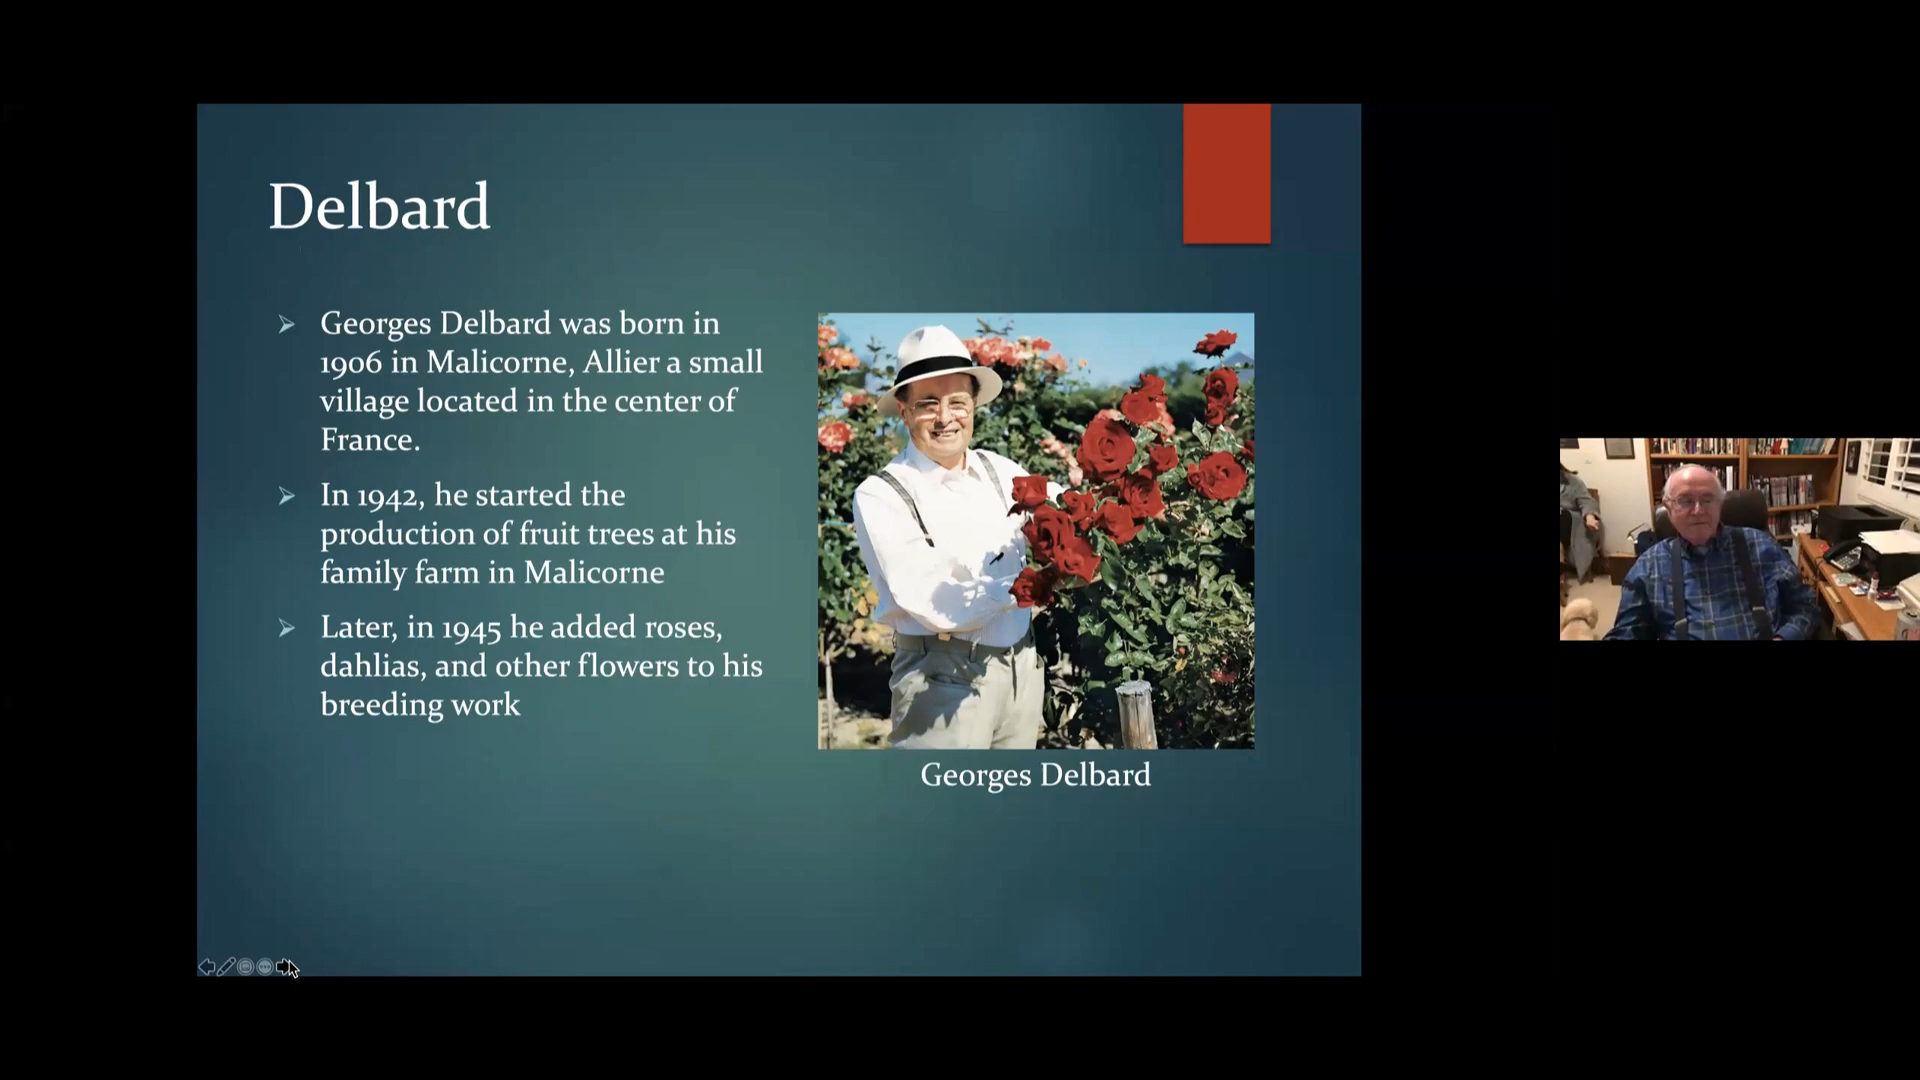 Delbard
Georges Delbard was born in
1906 in Malicorne, Allier a small
village located in the center of
France.
In 1942, he started the
production of fruit trees at his
family farm in Malicorne
Later, in 1945 he added roses,
dahlias, and other flowers to his
breeding work
Georges Delbard